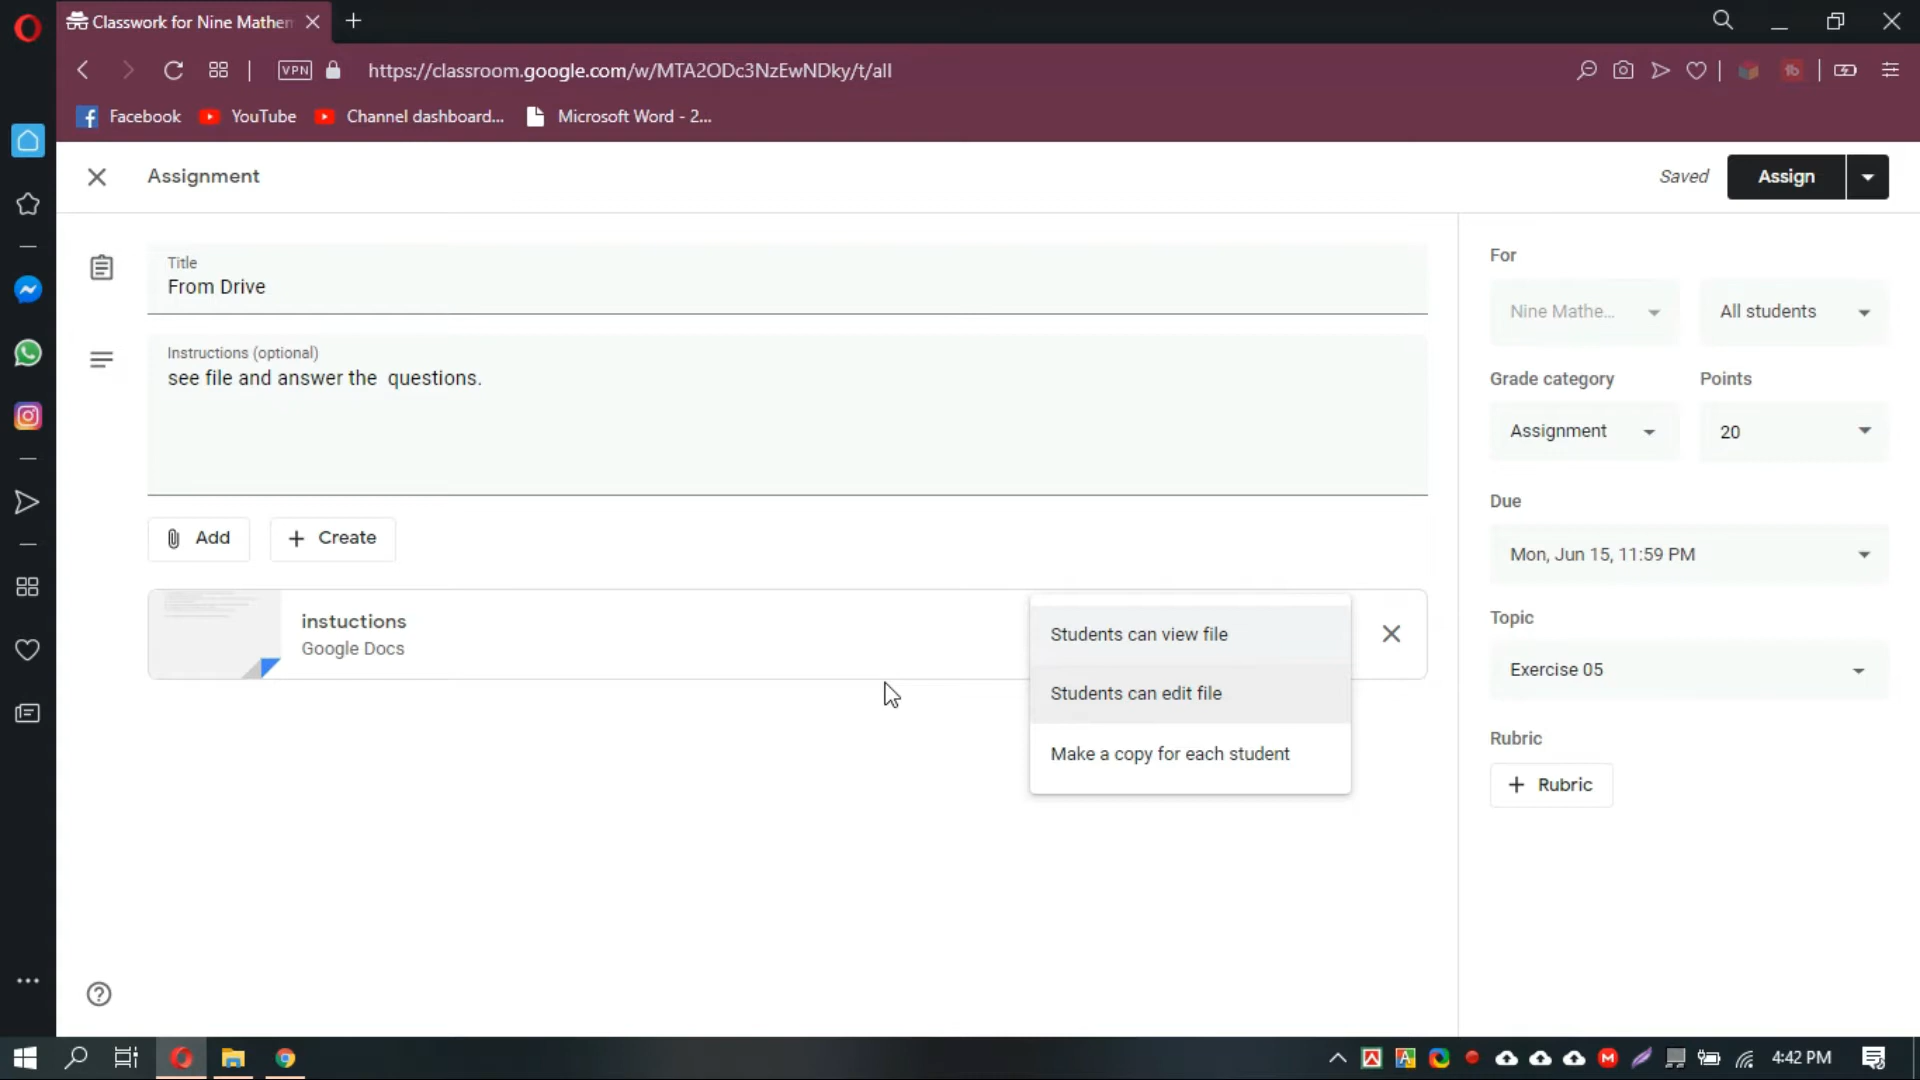 Classwork for Nine Mathem
VPN
https://classroom.google.com/w/MTA2ODc3NzEwNDky/t/all
Facebook
YouTube
Channel dashboard...
Microsoft Word - 2...
Assignment
Saved
Assign
Title
From Drive
Instructions (optional)
see file and answer the  questions.
Add
Create
instuctions
Google Docs
Students can view file
Students can edit file
Make a copy for each student
For
Nine Mathe...
All students
Grade category
Points
Assignment
20
Due
Mon, Jun 15, 11:59 PM
Topic
Exercise 05
Rubric
Rubric
4:42 PM